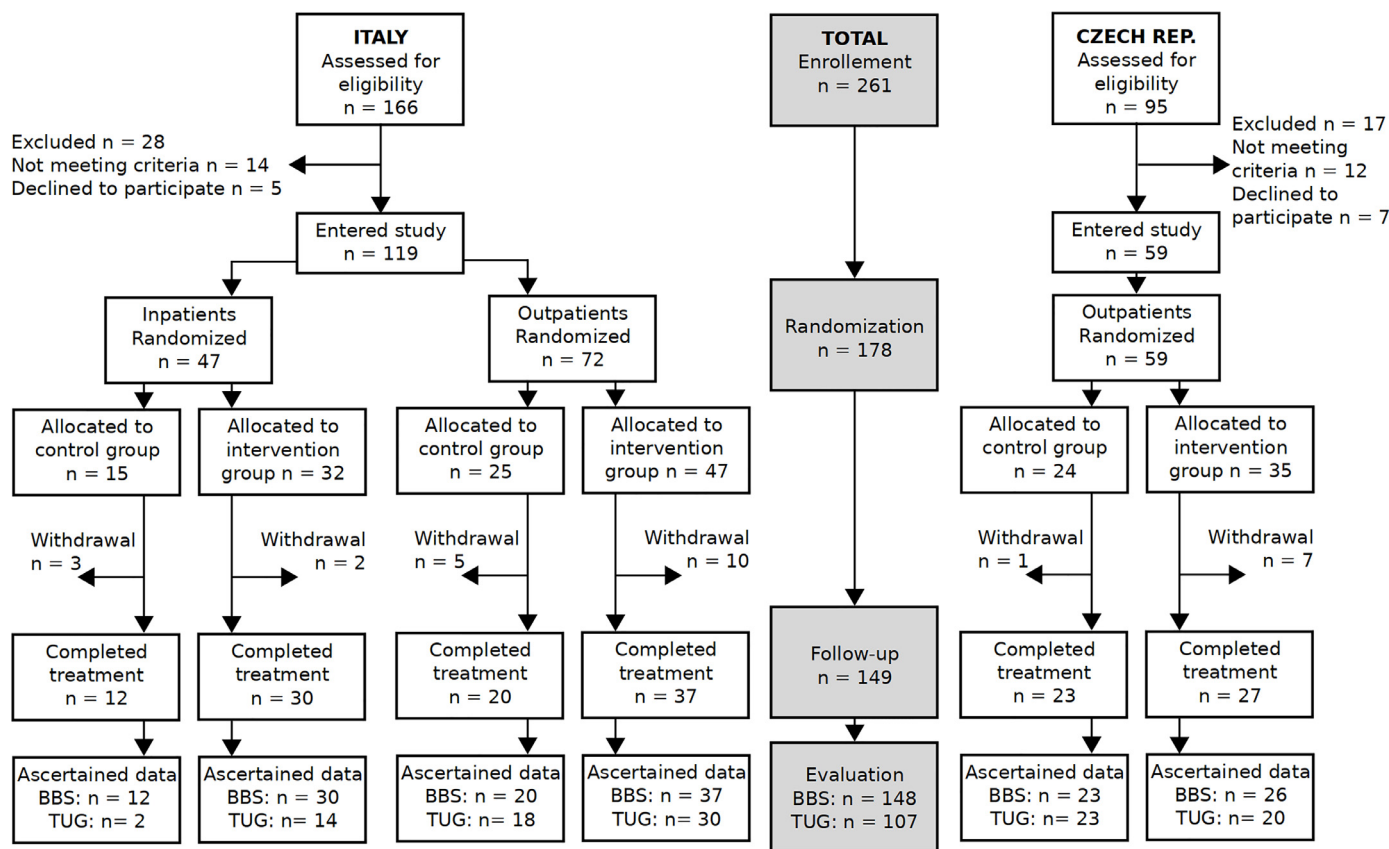 ITALY
Assessed for
eligibility
n = 166
TOTAL
Enrollement
n = 261
CZECH REP.
Assessed for
eligibility
n = 95
Excluded n = 28
Not meeting criteria n = 14
Declined to participate n = 5
Excluded n = 17
Not meeting
criteria n = 12
Declined to
participate n = 7
Entered study
n = 119
Entered study
n = 59
Inpatients
Randomized
n = 47
Outpatients
Randomized
n = 72
Randomization
n = 178
Outpatients
Randomized
n = 59
Allocated to
control group
n = 15
Allocated to
intervention
group n = 32
Allocated to
control group
n = 25
Allocated to
intervention
group n = 47
Allocated to
control group
n = 24
Allocated to
intervention
group n = 35
Withdrawal
n = 3
Withdrawal
n = 2
Withdrawal
n = 5
Withdrawal
n = 10
Withdrawal
n = 1
Withdrawal
n = 7
Completed
treatment
n = 12
Completed
treatment
n = 30
Completed
treatment
n = 20
Completed
treatment
n = 37
Follow-up
n = 149
Completed
treatment
n = 23
Completed
treatment
n = 27
Ascertained data
BBS: n = 12
TUG: n= 2
Ascertained data
BBS: n = 30
TUG: n= 14
Ascertained data
BBS: n = 20
TUG: n= 18
Ascertained data
BBS: n = 37
TUG: n= 30
Evaluation
BBS: n = 148
TUG: n = 107
Ascertained data
BBS: n = 23
TUG: n= 23
Ascertained data
BBS: n = 26
TUG: n= 20